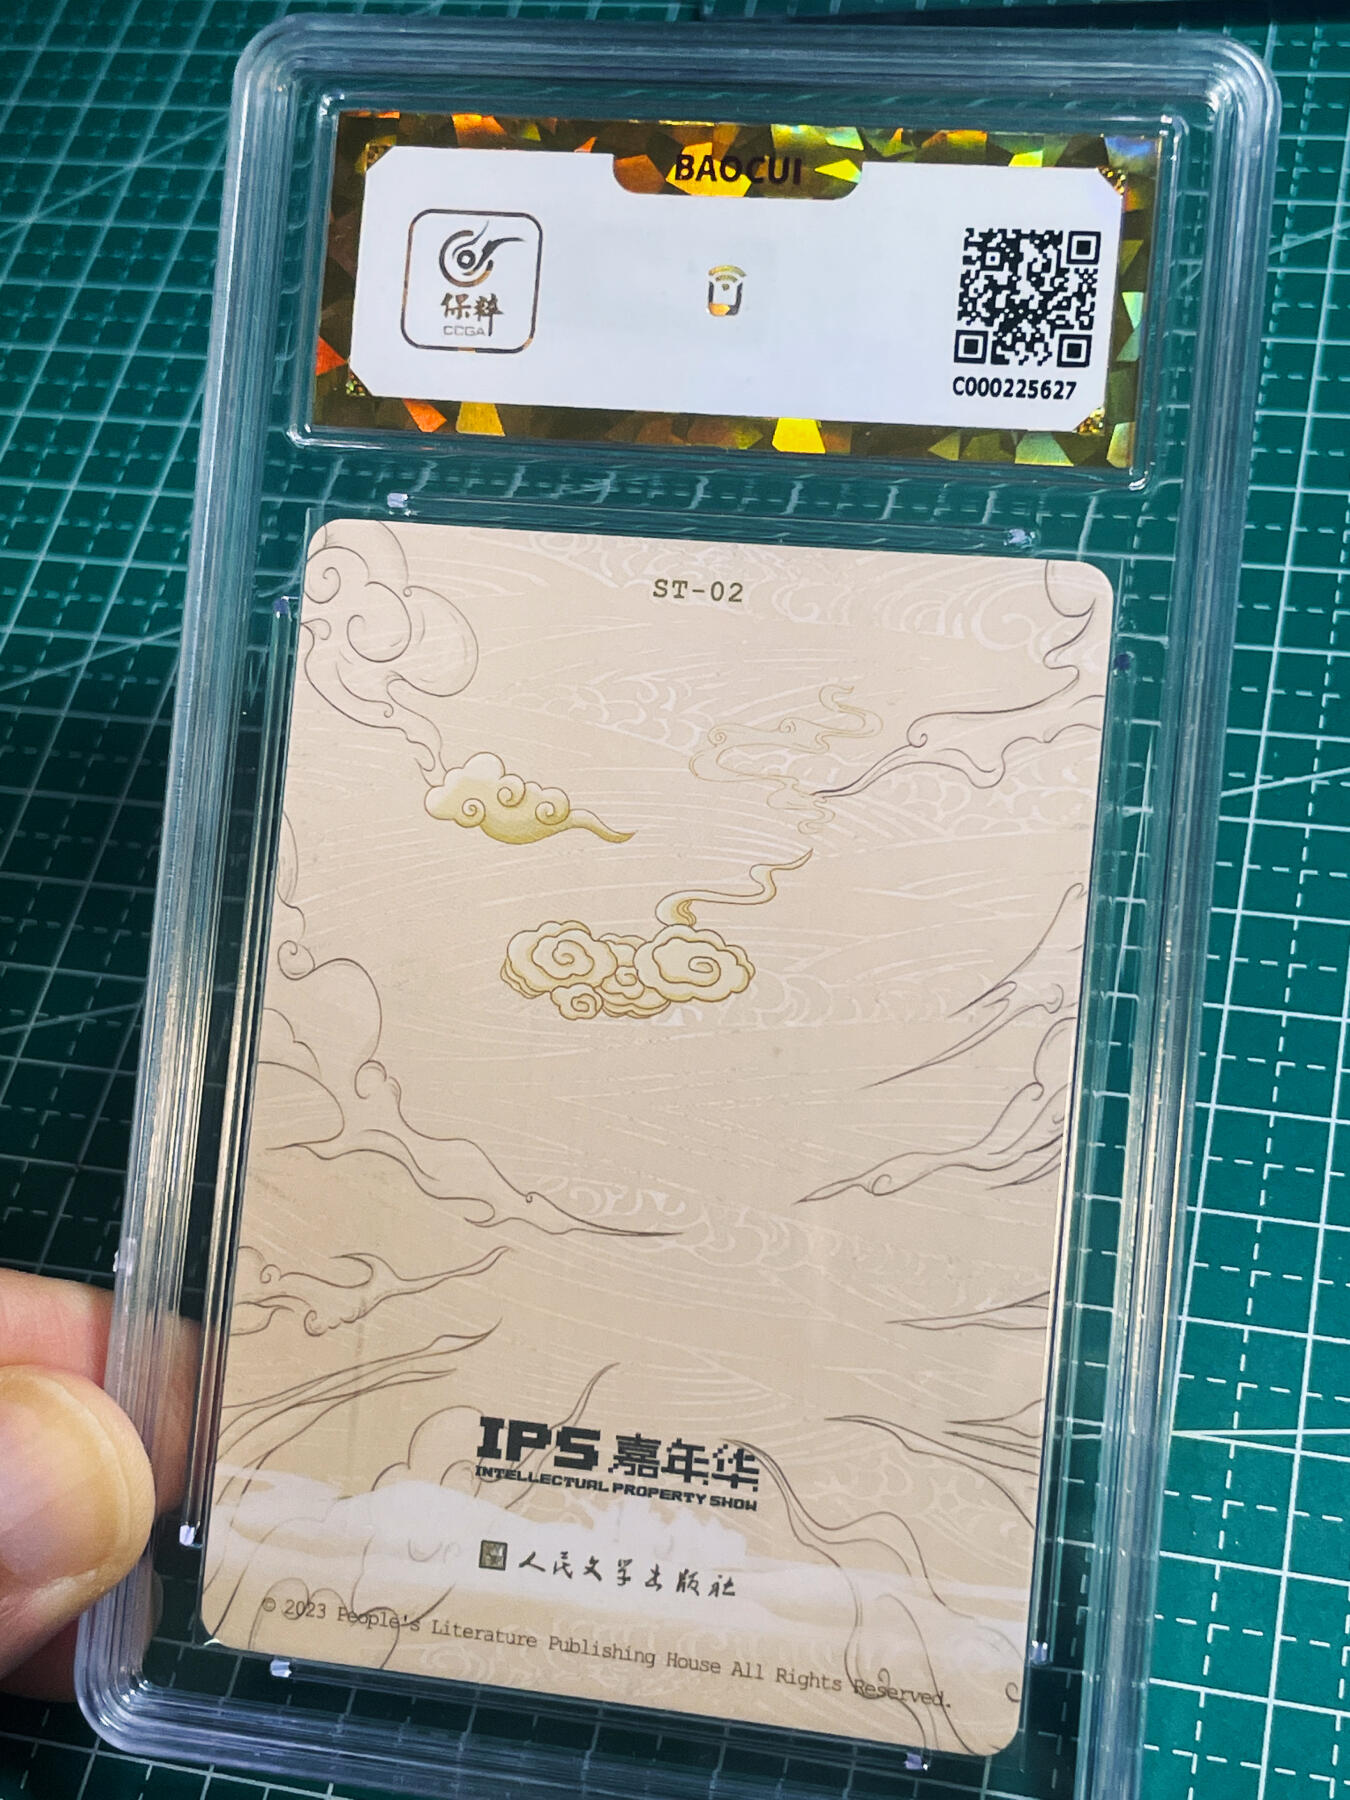 BAOCUI
保粹
CCGA
C000225627
ST-02
IPS 嘉年华
INTELLECTUAL PROPERTY SHOW
人民文学出版社
© 2023 People's Literature Publishing House All Rights Reserved.